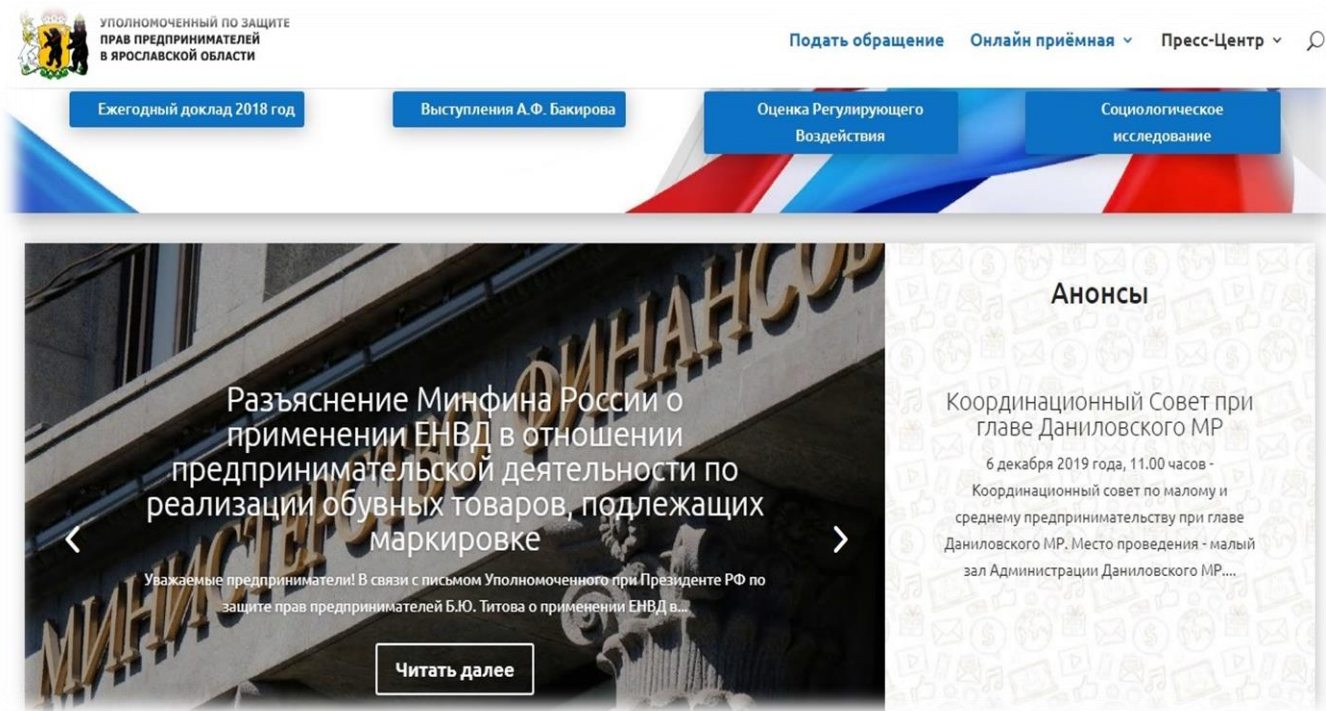 УПОЛНОМОЧЕННЫЙ ПО ЗАЩИТЕ
ПРАВ ПРЕДПРИНИМАТЕЛЕЙ
В ЯРОСЛАВСКОЙ ОБЛАСТИ
Подать обращение Онлайн приёмная Пресс-Центр
Ежегодный доклад 2018 год
Выступления А.Ф. Бакирова
Оценка Регулирующего
Воздействия
Социологическое
исследование
МИНИСТЕРСТВО ФИНАНСОВ
Разъяснение Минфина России о
применении ЕНВД в отношении
предпринимательской деятельности по
реализации обувных товаров, подлежащих
маркировке
Уважаемые предприниматели! В связи с письмом Уполномоченного при Президенте РФ по
защите прав предпринимателей Б.Ю. Титова о применении ЕНВД в...
Читать далее
Анонсы
Координационный Совет при
главе Даниловского МР
6 декабря 2019 года, 11.00 часов -
Координационный совет по малому и
среднему предпринимательству при главе
Даниловского МР. Место проведения - малый
зал Администрации Даниловского МР....